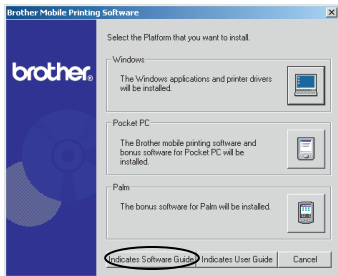 Brother Mobile Printing Software
brother®
Select the Platform that you want to install.
Windows
The Windows applications and printer drivers
will be installed.
Pocket PC
The Brother mobile printing software and
bonus software for Pocket PC will be
installed.
Palm
The bonus software for Palm will be installed.
Indicates Software Guide
Indicates User Guide
Cancel